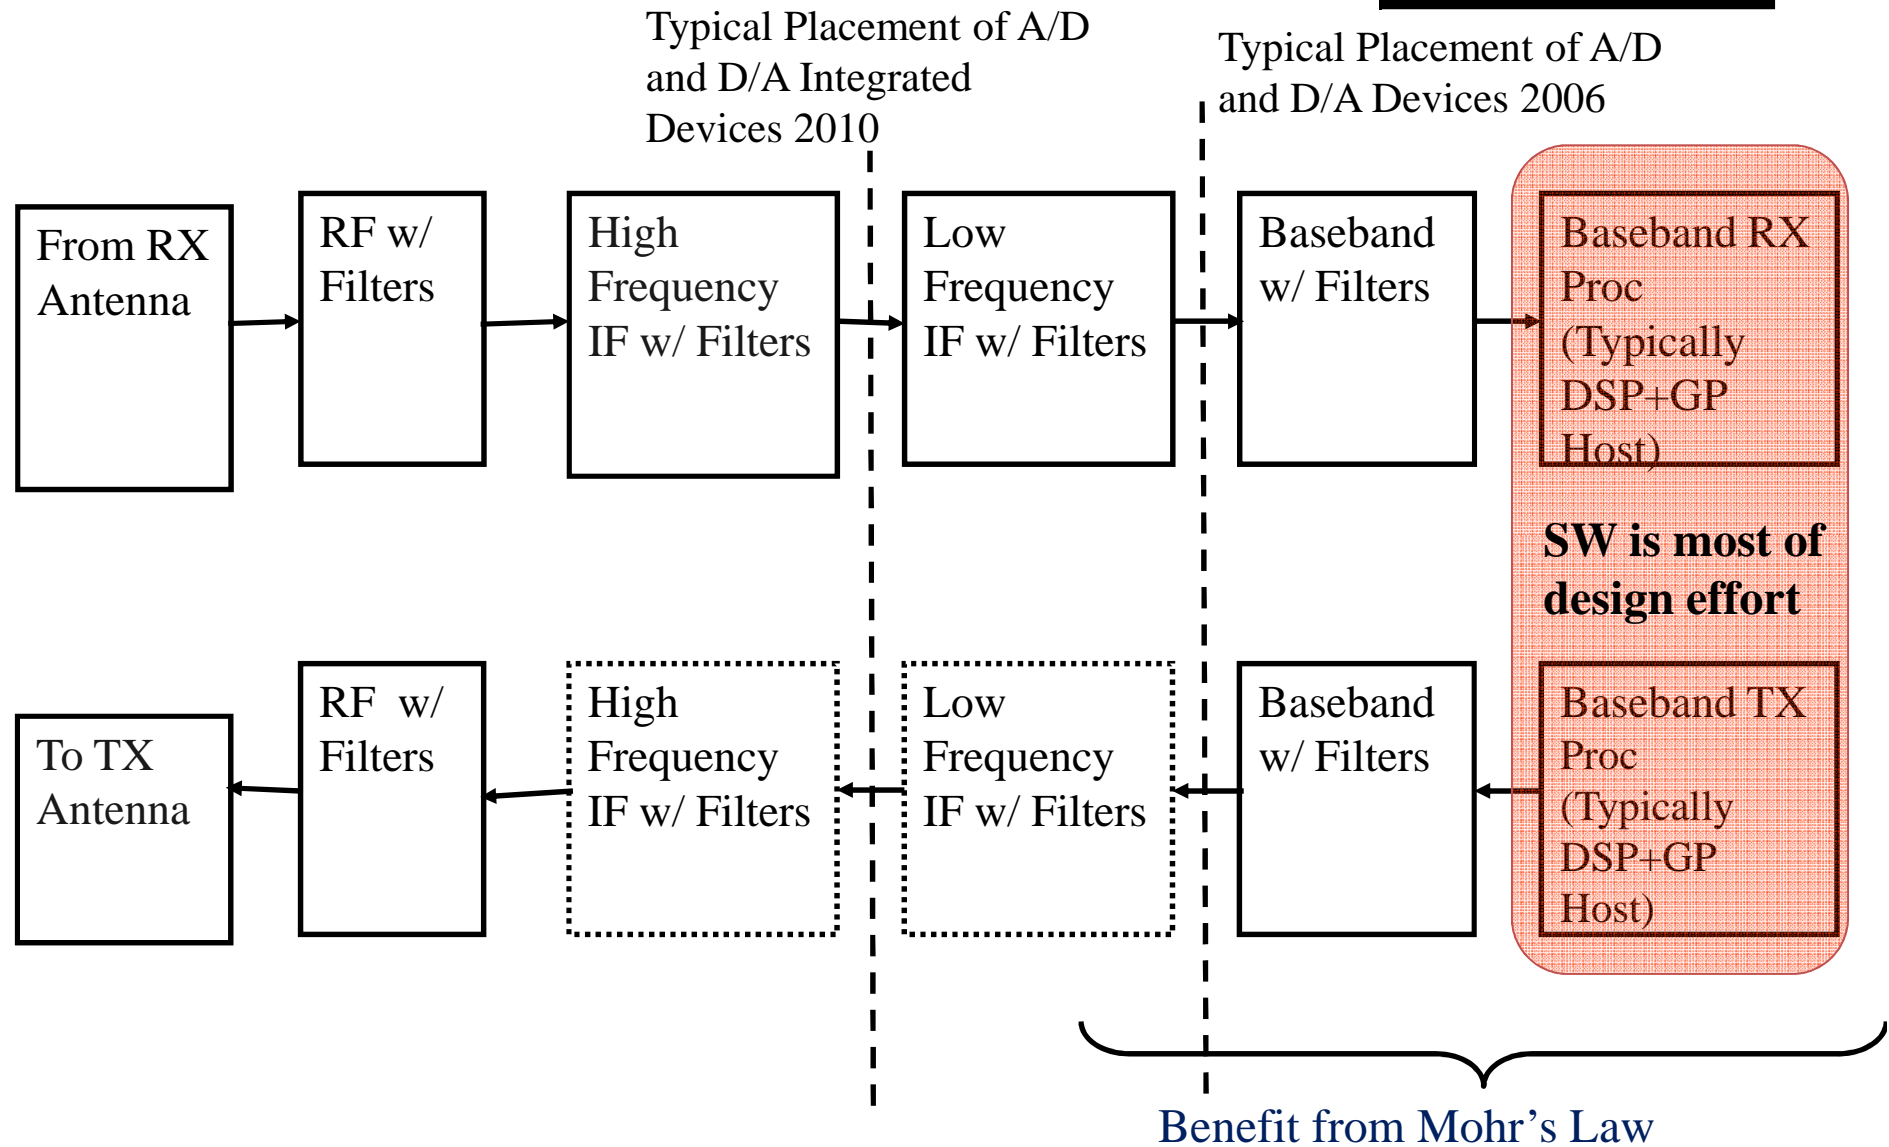 Typical Placement of A/D
and D/A Integrated
Devices 2010
Typical Placement of A/D
and D/A Devices 2006
From RX
Antenna
RF w/
Filters
High
Frequency
IF w/ Filters
Low
Frequency
IF w/ Filters
Baseband
w/ Filters
Baseband RX
Proc
(Typically
DSP+GP
Host)
SW is most of
design effort
To TX
Antenna
RF w/
Filters
High
Frequency
IF w/ Filters
Low
Frequency
IF w/ Filters
Baseband
w/ Filters
Baseband TX
Proc
(Typically
DSP+GP
Host)
Benefit from Mohr’s Law